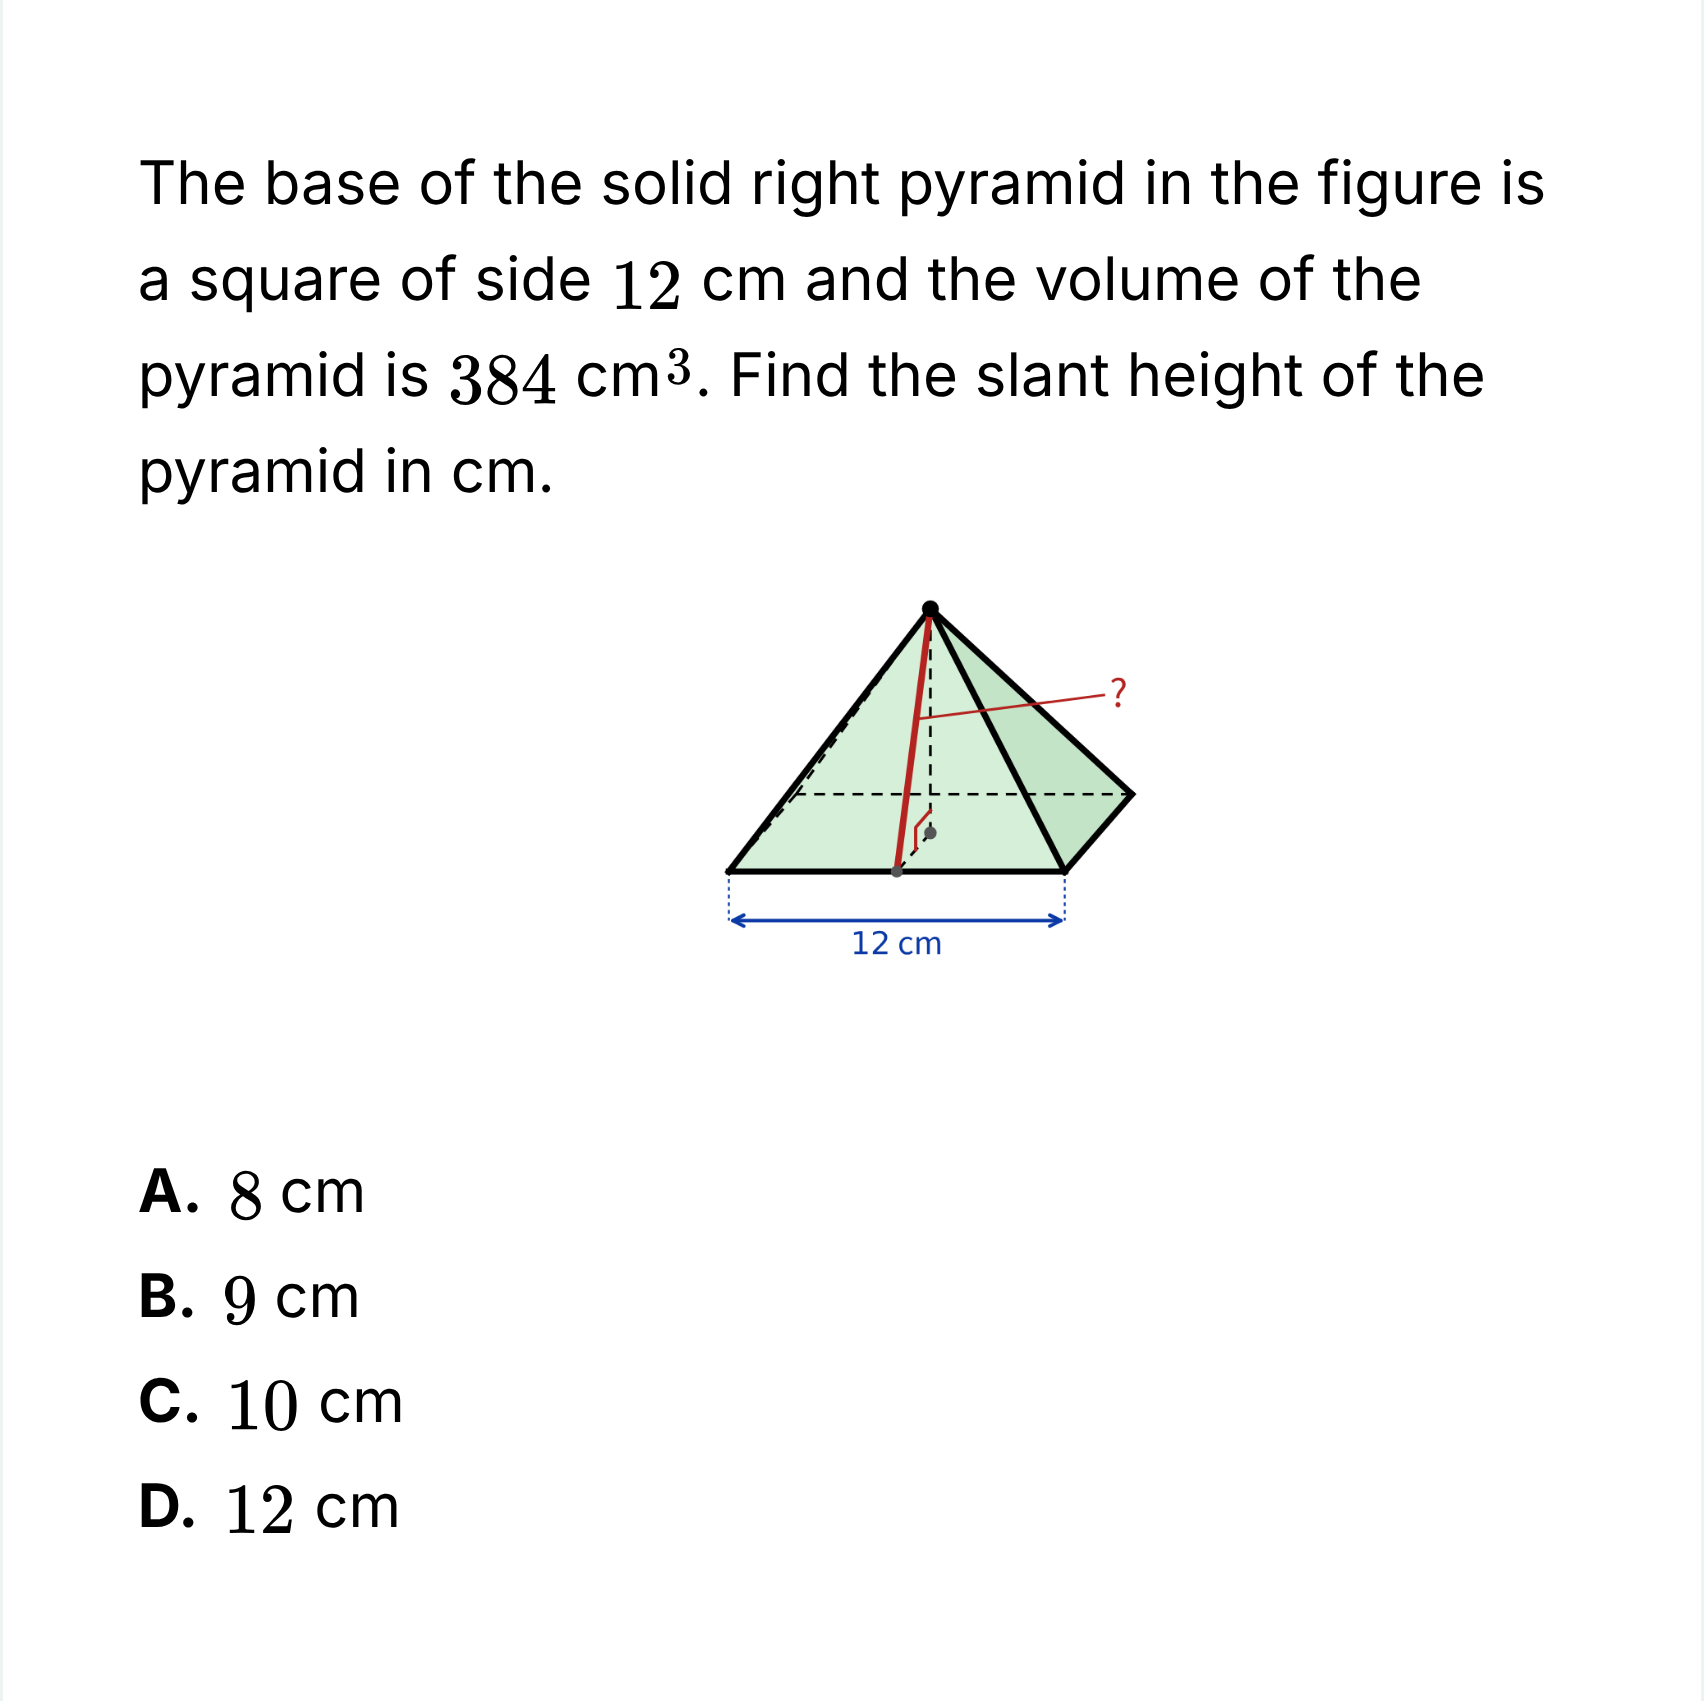 The base of the solid right pyramid in the figure is
a square of side 12 cm and the volume of the
pyramid is 384 cm³. Find the slant height of the
pyramid in cm.
?
12 cm
A. 8 cm
B. 9 cm
C. 10 cm
D. 12 cm